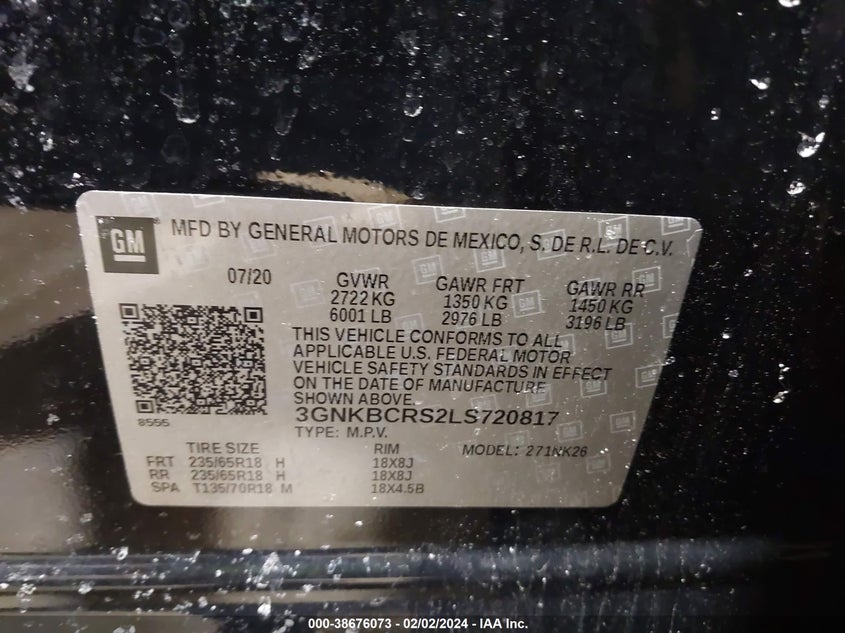 GM
MFD BY GENERAL MOTORS DE MEXICO, S. DE R.L. DE C.V.
07/20 GVWR GAWR FRT GAWR RR
2722 KG 1350 KG 1450 KG
6001 LB 2976 LB 3196 LB
THIS VEHICLE CONFORMS TO ALL
APPLICABLE U.S. FEDERAL MOTOR
VEHICLE SAFETY STANDARDS IN EFFECT
ON THE DATE OF MANUFACTURE
SHOWN ABOVE.
3GNKBCRS2LS720817
8555 TYPE: M.P.V.
TIRE SIZE RIM MODEL: 271NK26
FRT 235/65R18 H 18X8J
RR 235/65R18 H 18X8J
SPA T135/70R18 M 18X4.5B
000-38676073 - 02/02/2024 - IAA Inc.